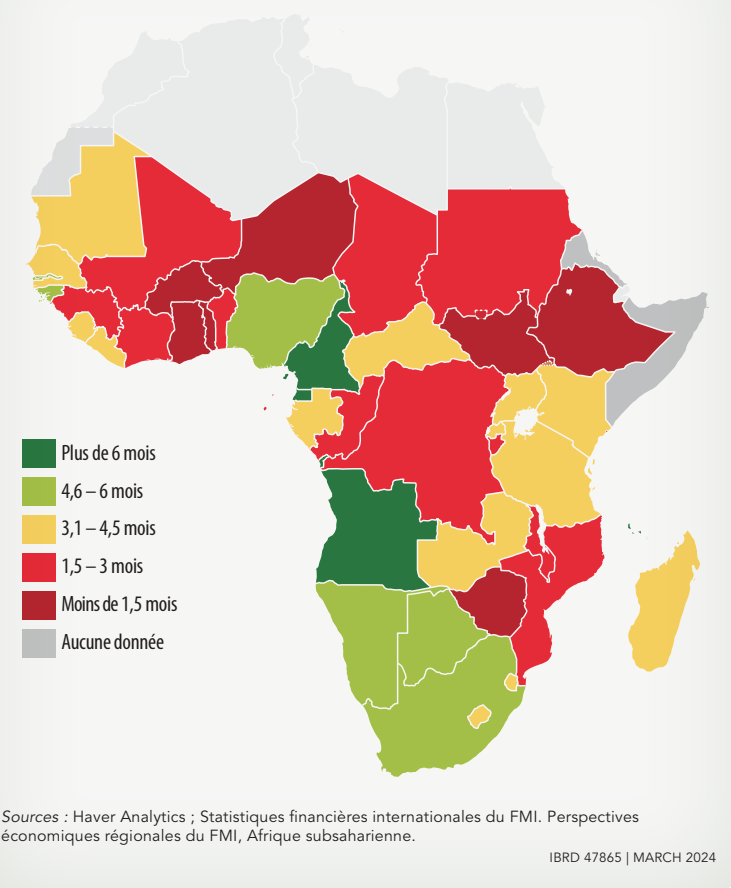 Plus de 6 mois
4,6 – 6 mois
3,1 – 4,5 mois
1,5 – 3 mois
Moins de 1,5 mois
Aucune donnée
Sources : Haver Analytics ; Statistiques financières internationales du FMI. Perspectives
économiques régionales du FMI, Afrique subsaharienne.
IBRD 47865 | MARCH 2024